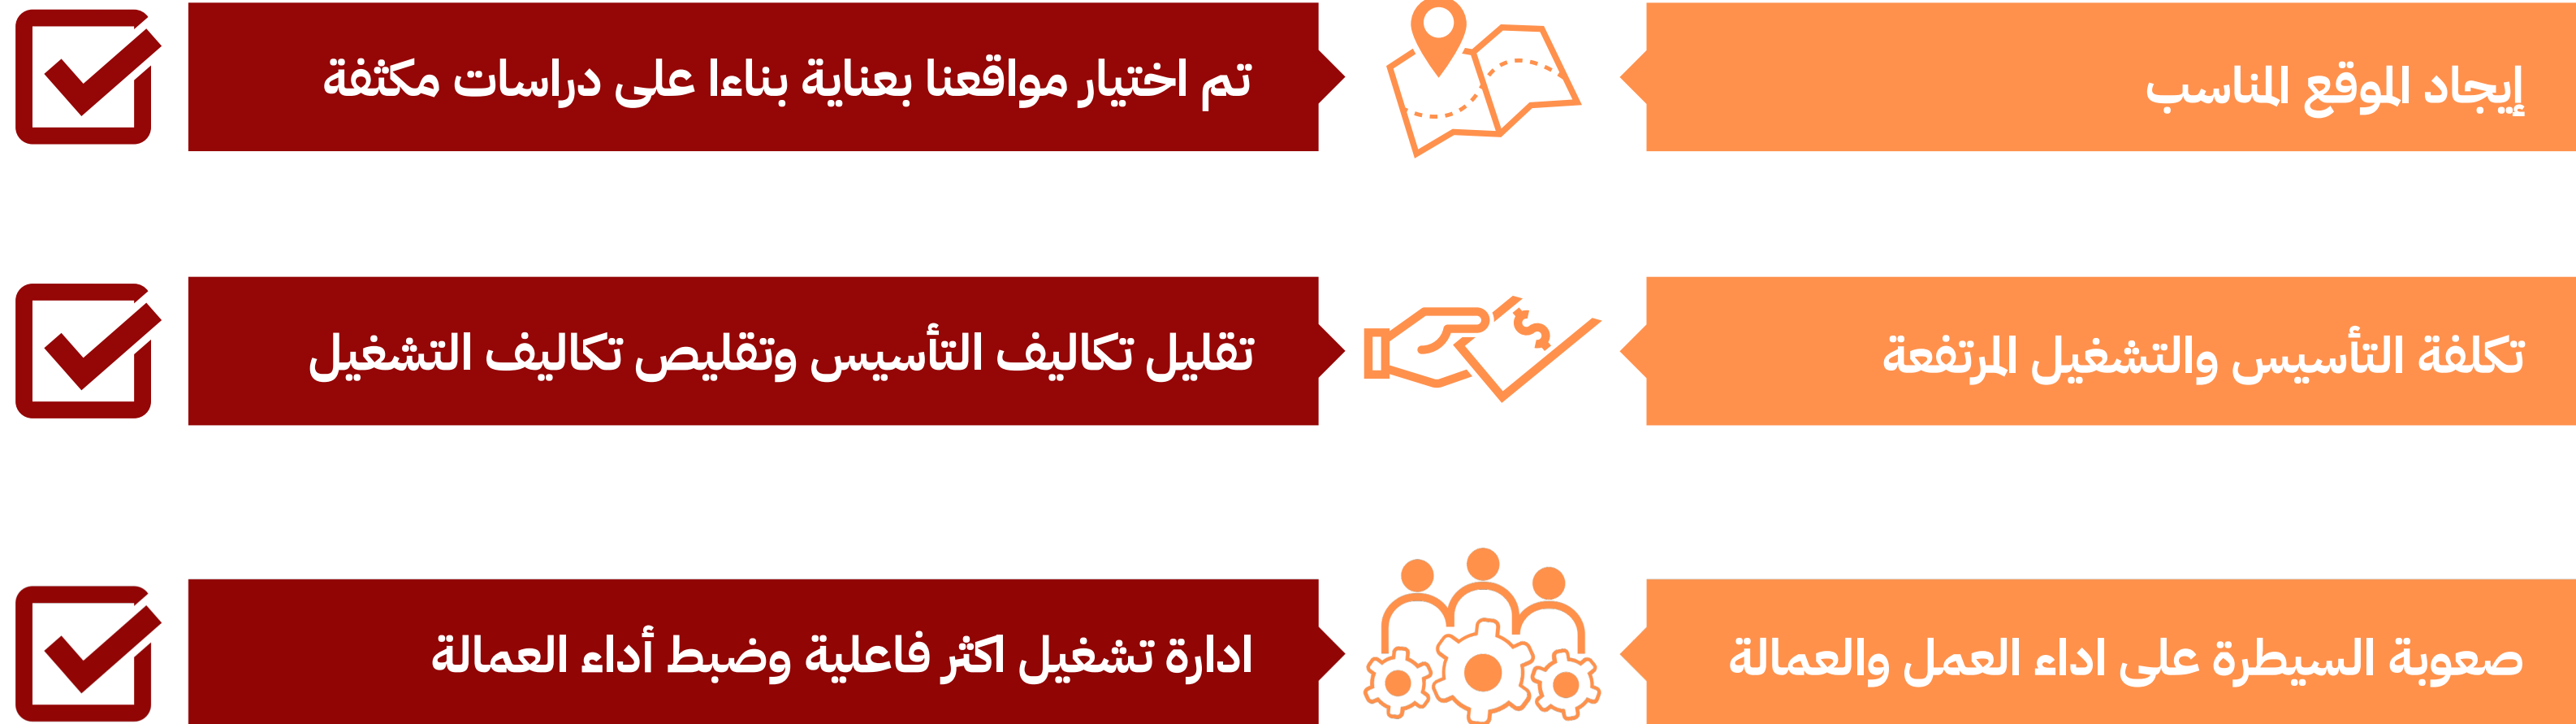 إيجاد الموقع المناسب
تم اختيار مواقعنا بعناية بناءا على دراسات مكثفة
تكلفة التأسيس والتشغيل المرتفعة
تقليل تكاليف التأسيس وتقليص تكاليف التشغيل
صعوبة السيطرة على اداء العمل والعمالة
ادارة تشغيل اكثر فاعلية وضبط أداء العمالة